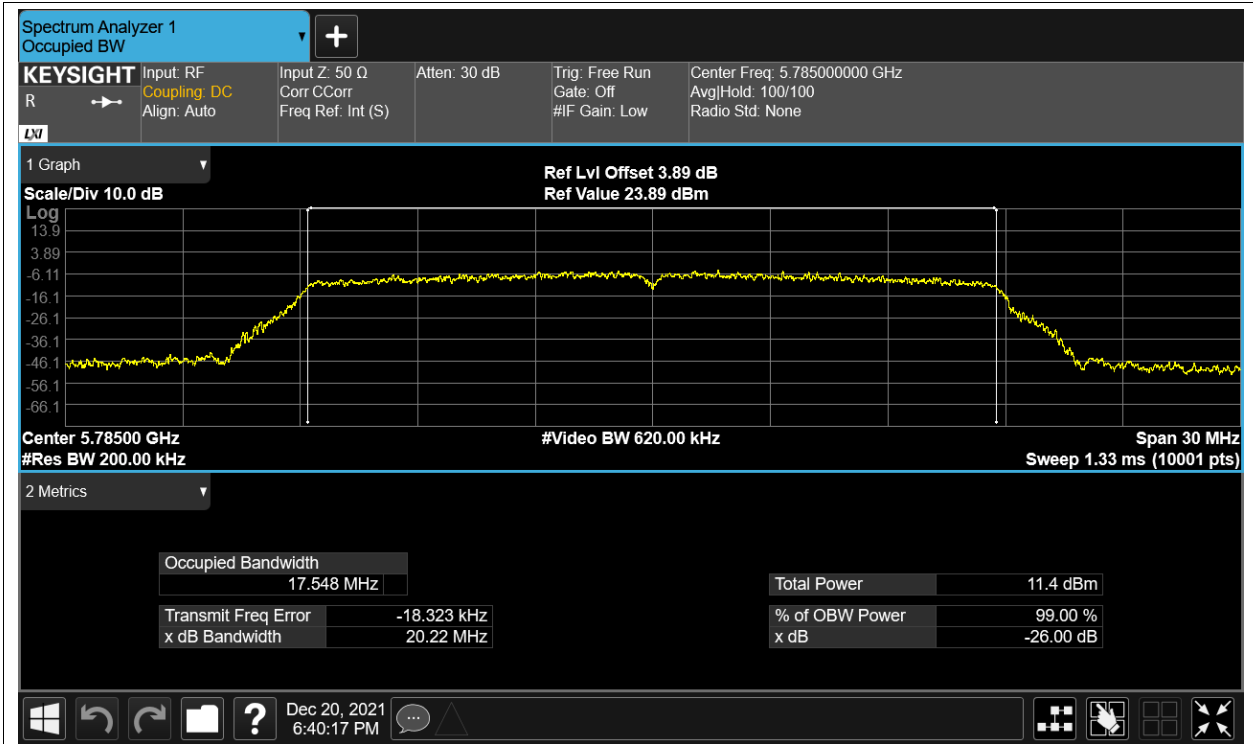 Spectrum Analyzer 1
Occupied BW
KEYSIGHT
R
LXI
Input: RF
Coupling: DC
Align: Auto
Input Z: 50 Ω
Corr CCorr
Freq Ref: Int (S)
Atten: 30 dB
Trig: Free Run
Gate: Off
#IF Gain: Low
Center Freq: 5.785000000 GHz
Avg|Hold: 100/100
Radio Std: None
1 Graph
Scale/Div 10.0 dB
Ref Lvl Offset 3.89 dB
Ref Value 23.89 dBm
Log
13.9
3.89
-6.11
-16.1
-26.1
-36.1
-46.1
-56.1
-66.1
Center 5.78500 GHz
#Res BW 200.00 kHz
#Video BW 620.00 kHz
Span 30 MHz
Sweep 1.33 ms (10001 pts)
2 Metrics
Occupied Bandwidth
17.548 MHz
Transmit Freq Error -18.323 kHz
x dB Bandwidth 20.22 MHz
Total Power 11.4 dBm
% of OBW Power 99.00 %
x dB -26.00 dB
Dec 20, 2021
6:40:17 PM